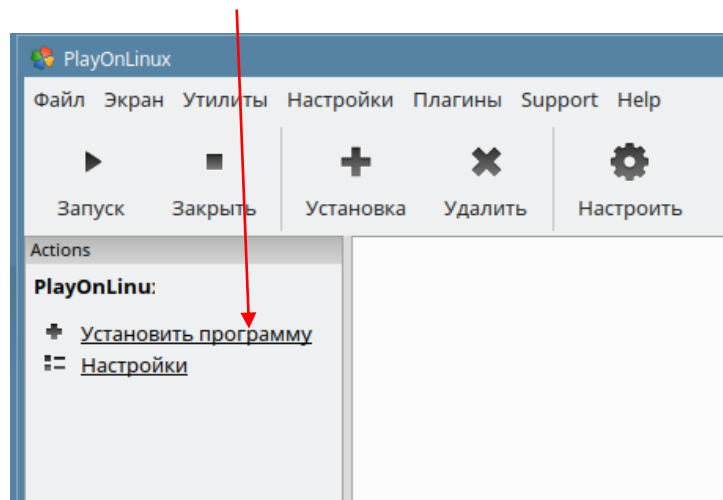 PlayOnLinux
Файл Экран Утилиты Настройки Плагины Support Help
Запуск Закрыть Установка Удалить Настроить
Actions
PlayOnLinu:
Установить программу
Настройки